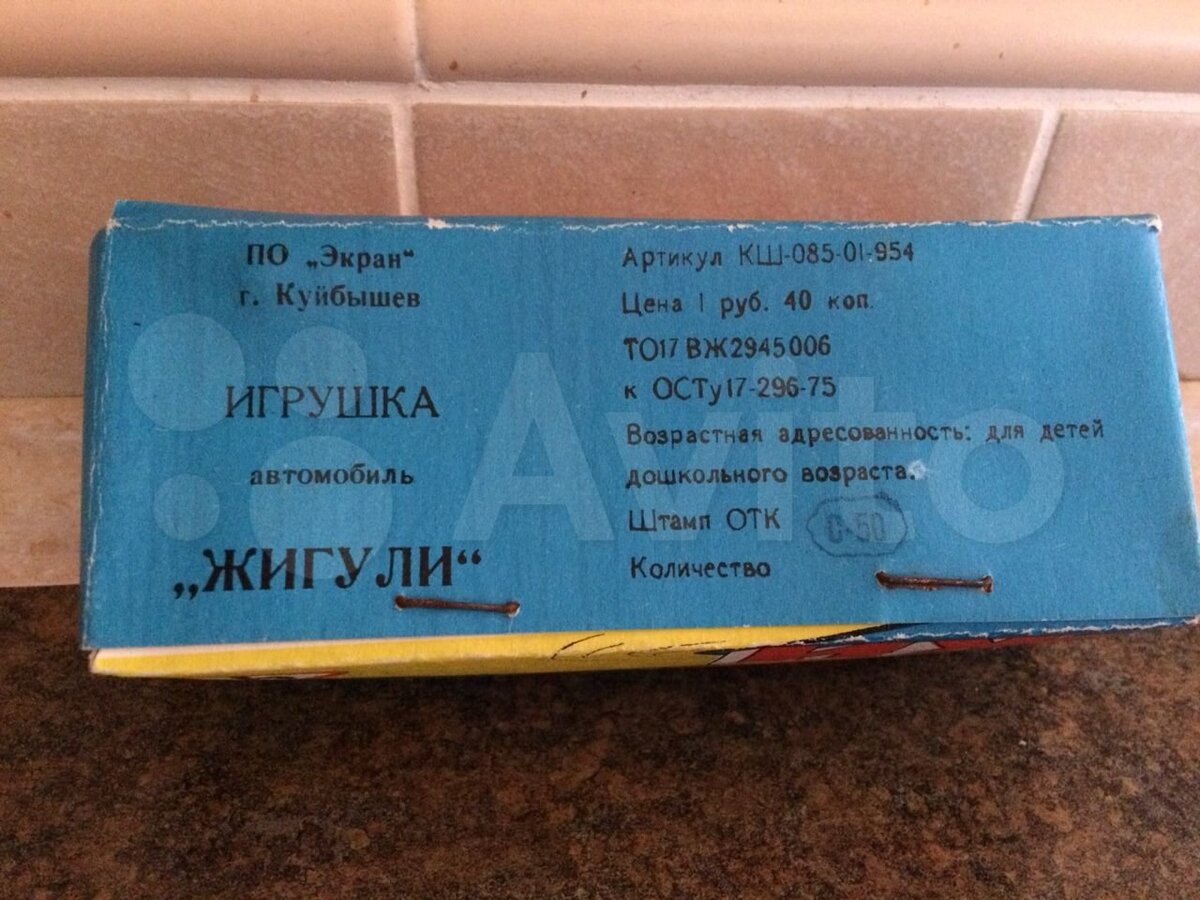 ПО „Экран“
г. Куйбышев
ИГРУШКА
автомобиль
„ЖИГУЛИ“
Артикул КШ-085-01-954
Цена 1 руб. 40 коп.
ТО17 ВЖ2945006
к ОСТу17-296-75
Возрастная адресованность: для детей
дошкольного возраста.
Штамп ОТК С-50
Количество
Avito